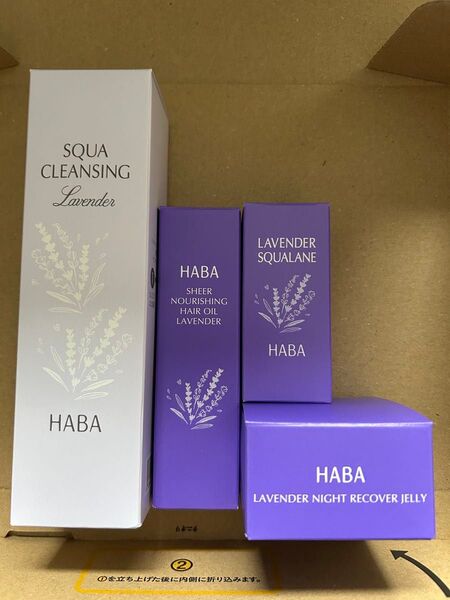 SQUA
CLEANSING
Lavender
HABA
HABA
SHEER
NOURISHING
HAIR OIL
LAVENDER
LAVENDER
SQUALANE
HABA
HABA
LAVENDER NIGHT RECOVER JELLY
②
①を立ち上げた後に内側に折り込みます。